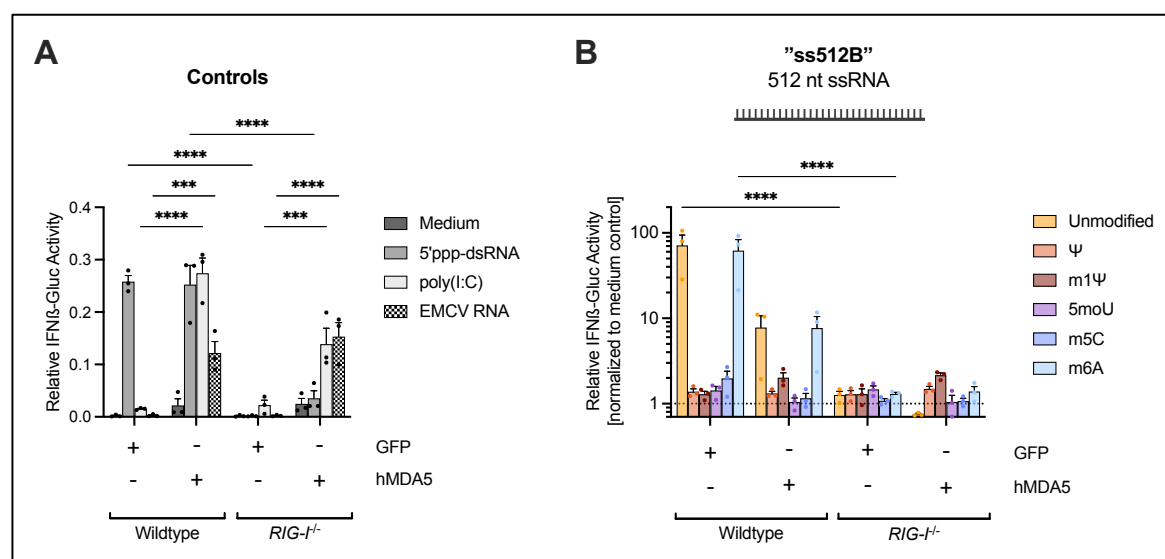 A
Controls
****
****
***
****
****
***
Relative IFNß-Gluc Activity
0.4
0.3
0.2
0.1
0.0
Medium
5'ppp-dsRNA
poly(I:C)
EMCV RNA
+ - + - GFP
- + - + hMDA5
Wildtype RIG-I-/-
B
"ss512B"
512 nt ssRNA
****
****
Relative IFNß-Gluc Activity
[normalized to medium control]
100
10
1
Unmodified
Ψ
m1Ψ
5moU
m5C
m6A
+ - + - GFP
- + - + hMDA5
Wildtype RIG-I-/-